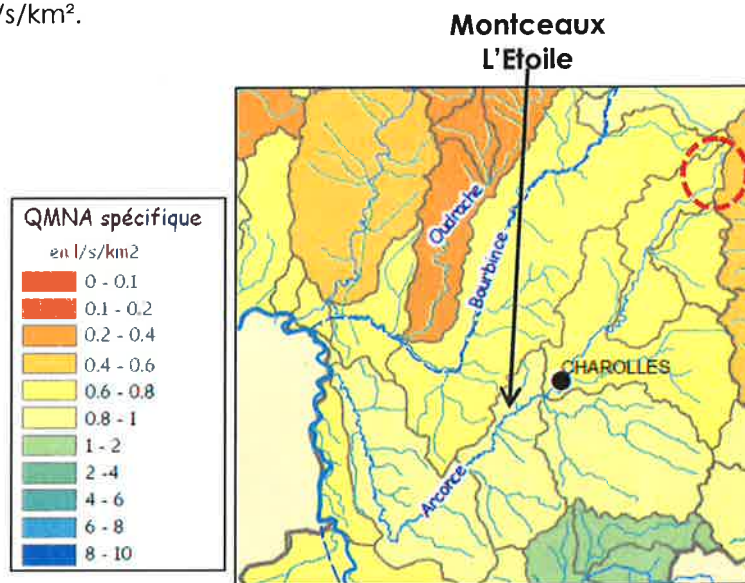 /s/km².
Montceaux
L'Etoile
QMNA spécifique
en l/s/km2
0 - 0.1
0.1 - 0.2
0.2 - 0.4
0.4 - 0.6
0.6 - 0.8
0.8 - 1
1 - 2
2 -4
4 - 6
6 - 8
8 - 10
Oudrache
Bourbince
CHAROLLES
Arconce